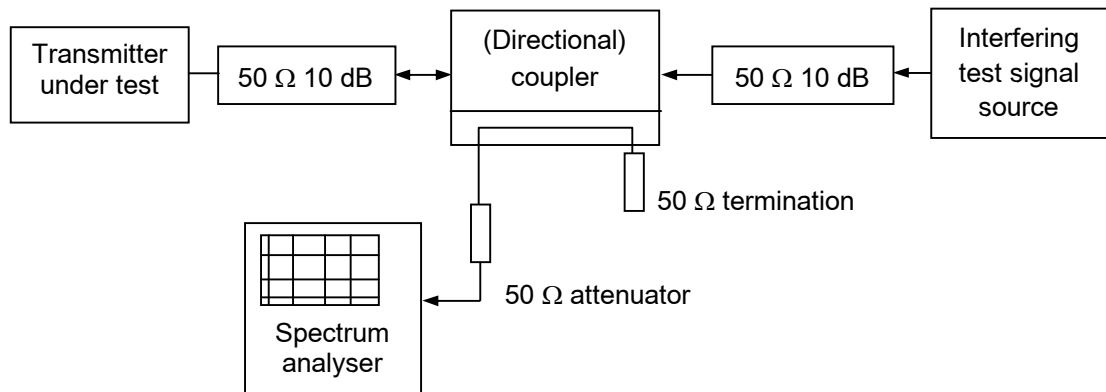 Transmitter
under test
50 Ω 10 dB
(Directional)
coupler
50 Ω 10 dB
Interfering
test signal
source
50 Ω termination
50 Ω attenuator
Spectrum
analyser